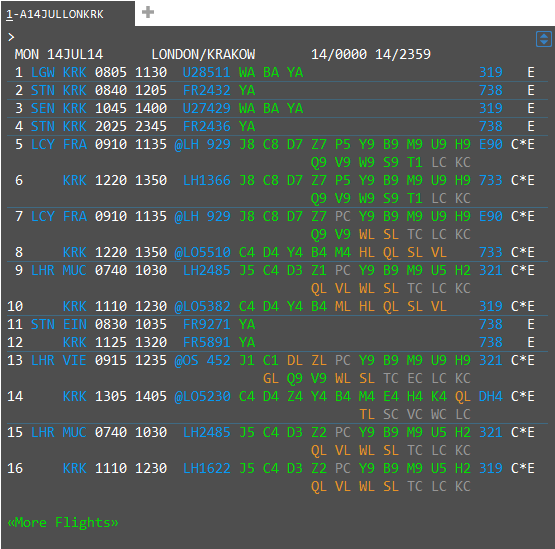 1-A14JULLONKRK +
>
MON 14JUL14 LONDON/KRAKOW 14/0000 14/2359
1 LGW KRK 0805 1130 U28511 WA BA YA 319 E
2 STN KRK 0840 1205 FR2432 YA 738 E
3 SEN KRK 1045 1400 U27429 WA BA YA 319 E
4 STN KRK 2025 2345 FR2436 YA 738 E
5 LCY FRA 0910 1135 @LH 929 J8 C8 D7 Z7 P5 Y9 B9 M9 U9 H9 E90 C*E
Q9 V9 W9 S9 T1 LC KC
6 KRK 1220 1350 LH1366 J8 C8 D7 Z7 P5 Y9 B9 M9 U9 H9 733 C*E
Q9 V9 W9 S9 T1 LC KC
7 LCY FRA 0910 1135 @LH 929 J8 C8 D7 Z7 PC Y9 B9 M9 U9 H9 E90 C*E
Q9 V9 WL SL TC LC KC
8 KRK 1220 1350 @LO5510 C4 D4 Y4 B4 M4 HL QL SL VL 733 C*E
9 LHR MUC 0740 1030 LH2485 J5 C4 D3 Z1 PC Y9 B9 M9 U5 H2 321 C*E
QL VL WL SL TC LC KC
10 KRK 1110 1230 @LO5382 C4 D4 Y4 B4 ML HL QL SL VL 319 C*E
11 STN EIN 0830 1035 FR9271 YA 738 E
12 KRK 1125 1320 FR5891 YA 738 E
13 LHR VIE 0915 1235 @OS 452 J1 C1 DL ZL PC Y9 B9 M9 U9 H9 321 C*E
GL Q9 V9 WL SL TC EC LC KC
14 KRK 1305 1405 @LO5230 C4 D4 Z4 Y4 B4 M4 E4 H4 K4 QL DH4 C*E
TL SC VC WC LC
15 LHR MUC 0740 1030 LH2485 J5 C4 D3 Z2 PC Y9 B9 M9 U5 H2 321 C*E
QL VL WL SL TC LC KC
16 KRK 1110 1230 LH1622 J5 C4 D3 Z2 PC Y9 B9 M9 U5 H2 319 C*E
QL VL WL SL TC LC KC
«More Flights»